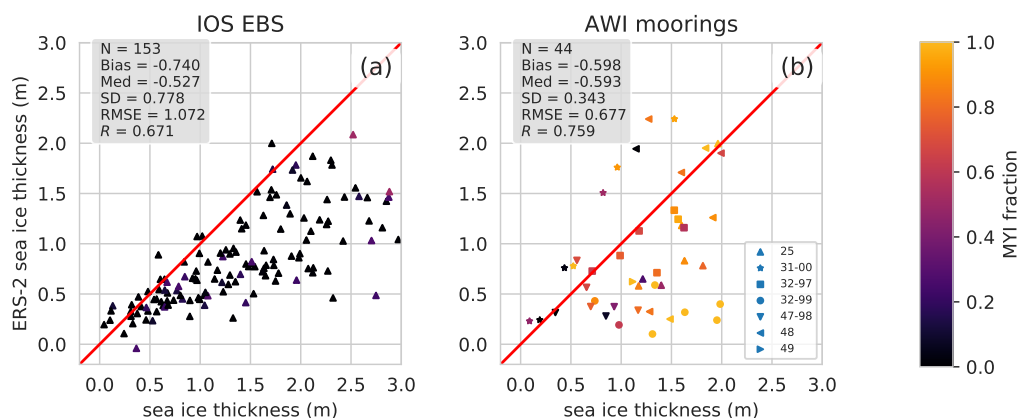 IOS EBS
N = 153
Bias = -0.740
Med = -0.527
SD = 0.778
RMSE = 1.072
R = 0.671
(a)
3.0
2.5
2.0
1.5
1.0
0.5
0.0
ERS-2 sea ice thickness (m)
0.0 0.5 1.0 1.5 2.0 2.5 3.0
sea ice thickness (m)
AWI moorings
N = 44
Bias = -0.598
Med = -0.593
SD = 0.343
RMSE = 0.677
R = 0.759
(b)
3.0
2.5
2.0
1.5
1.0
0.5
0.0
25
31-00
32-97
32-99
47-98
48
49
0.0 0.5 1.0 1.5 2.0 2.5 3.0
sea ice thickness (m)
1.0
0.8
0.6
0.4
0.2
0.0
MYI fraction